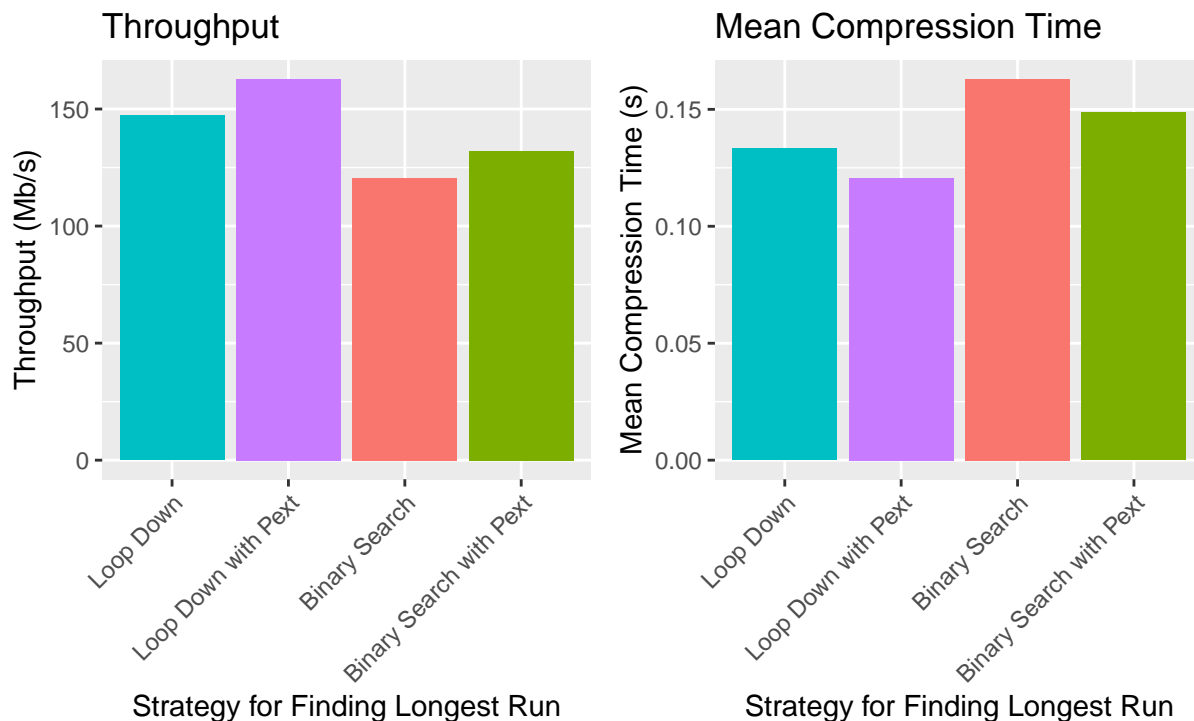 Throughput
Throughput (Mb/s)
150
100
50
0
Loop Down
Loop Down with Pext
Binary Search
Binary Search with Pext
Strategy for Finding Longest Run
Mean Compression Time
Mean Compression Time (s)
0.15
0.10
0.05
0.00
Loop Down
Loop Down with Pext
Binary Search
Binary Search with Pext
Strategy for Finding Longest Run